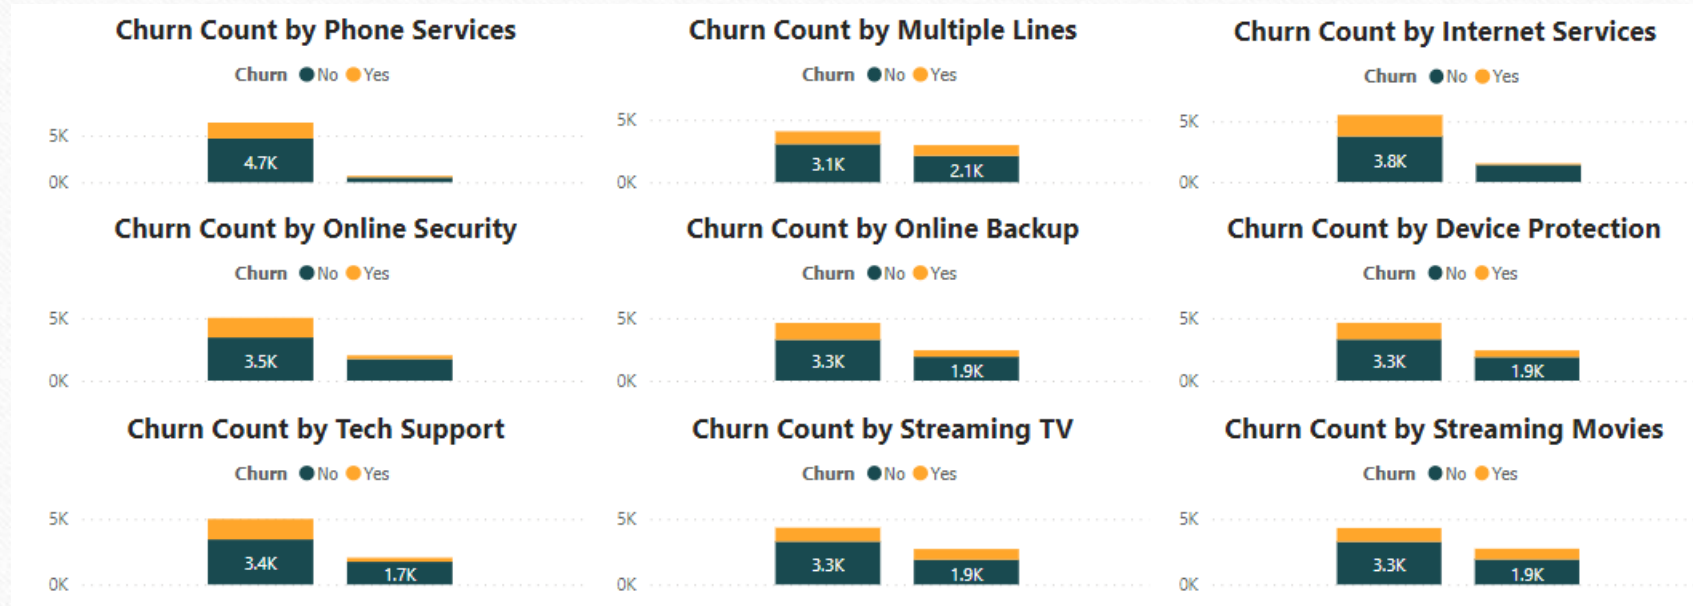 Churn Count by Phone Services
Churn No Yes
5K
4.7K
0K
Churn Count by Multiple Lines
Churn No Yes
5K
3.1K
2.1K
0K
Churn Count by Internet Services
Churn No Yes
5K
3.8K
0K
Churn Count by Online Security
Churn No Yes
5K
3.5K
0K
Churn Count by Online Backup
Churn No Yes
5K
3.3K
1.9K
0K
Churn Count by Device Protection
Churn No Yes
5K
3.3K
1.9K
0K
Churn Count by Tech Support
Churn No Yes
5K
3.4K
1.7K
0K
Churn Count by Streaming TV
Churn No Yes
5K
3.3K
1.9K
0K
Churn Count by Streaming Movies
Churn No Yes
5K
3.3K
1.9K
0K